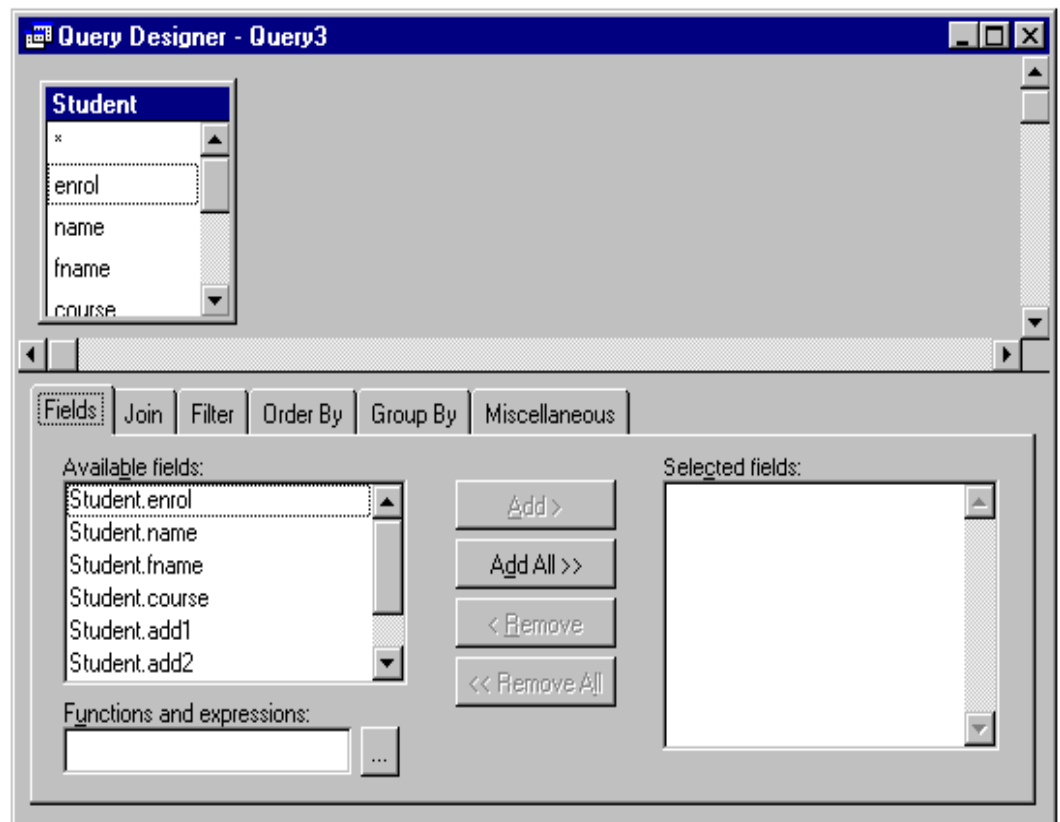 Query Designer - Query3
Student
*
enrol
name
fname
course
Fields Join Filter Order By Group By Miscellaneous
Available fields:
Student.enrol
Student.name
Student.fname
Student.course
Student.add1
Student.add2
Functions and expressions:
...
Add >
Add All >>
< Remove
<< Remove All
Selected fields: